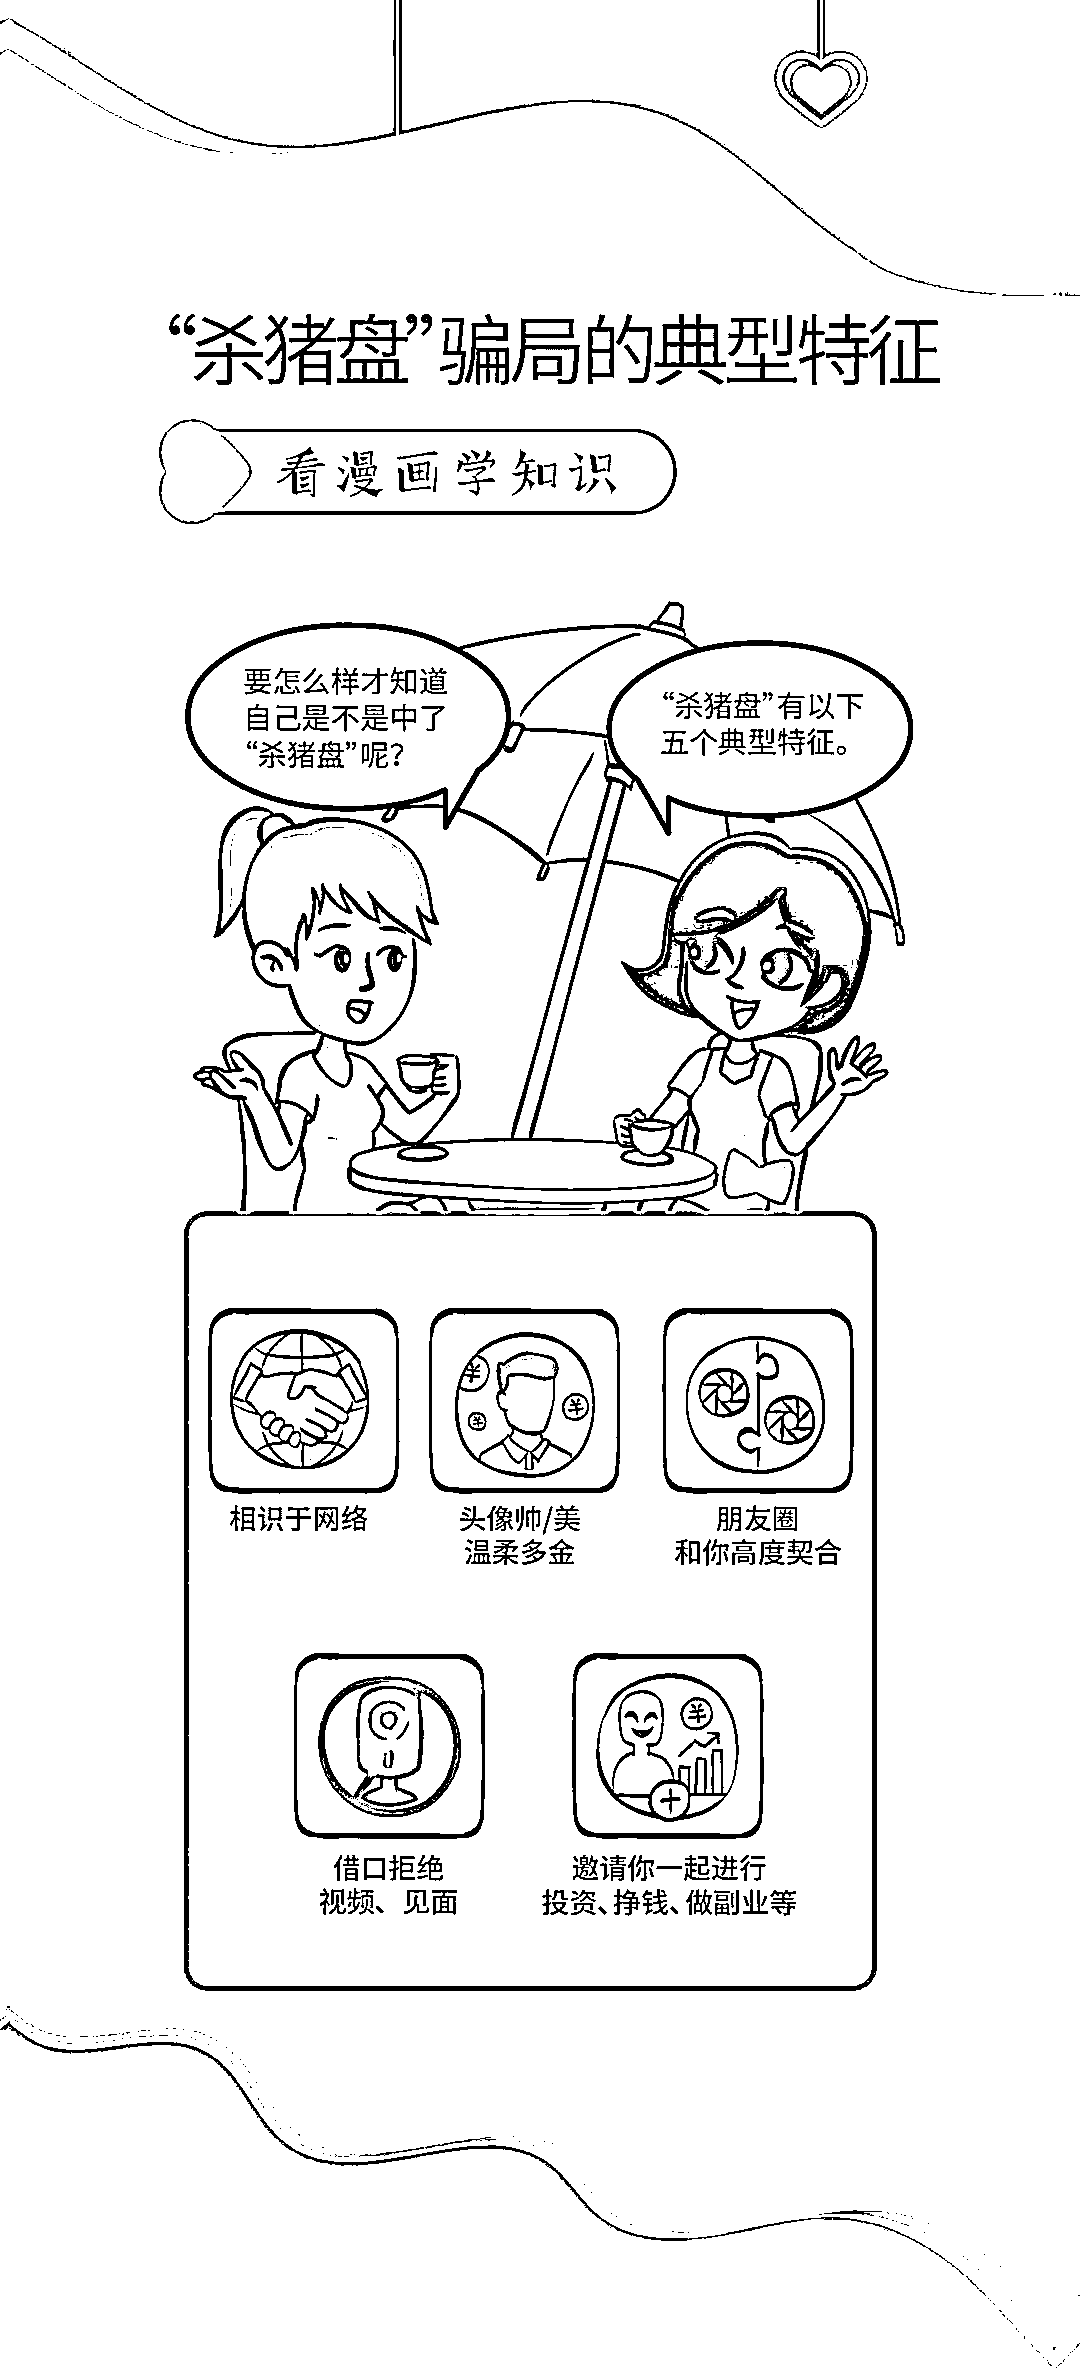 “杀猪盘”骗局的典型特征
看漫画学知识
要怎么样才知道
自己是不是中了
“杀猪盘”呢？
“杀猪盘”有以下
五个典型特征。
相识于网络
头像帅/美
温柔多金
朋友圈
和你高度契合
借口拒绝
视频、见面
邀请你一起进行
投资、挣钱、做副业等